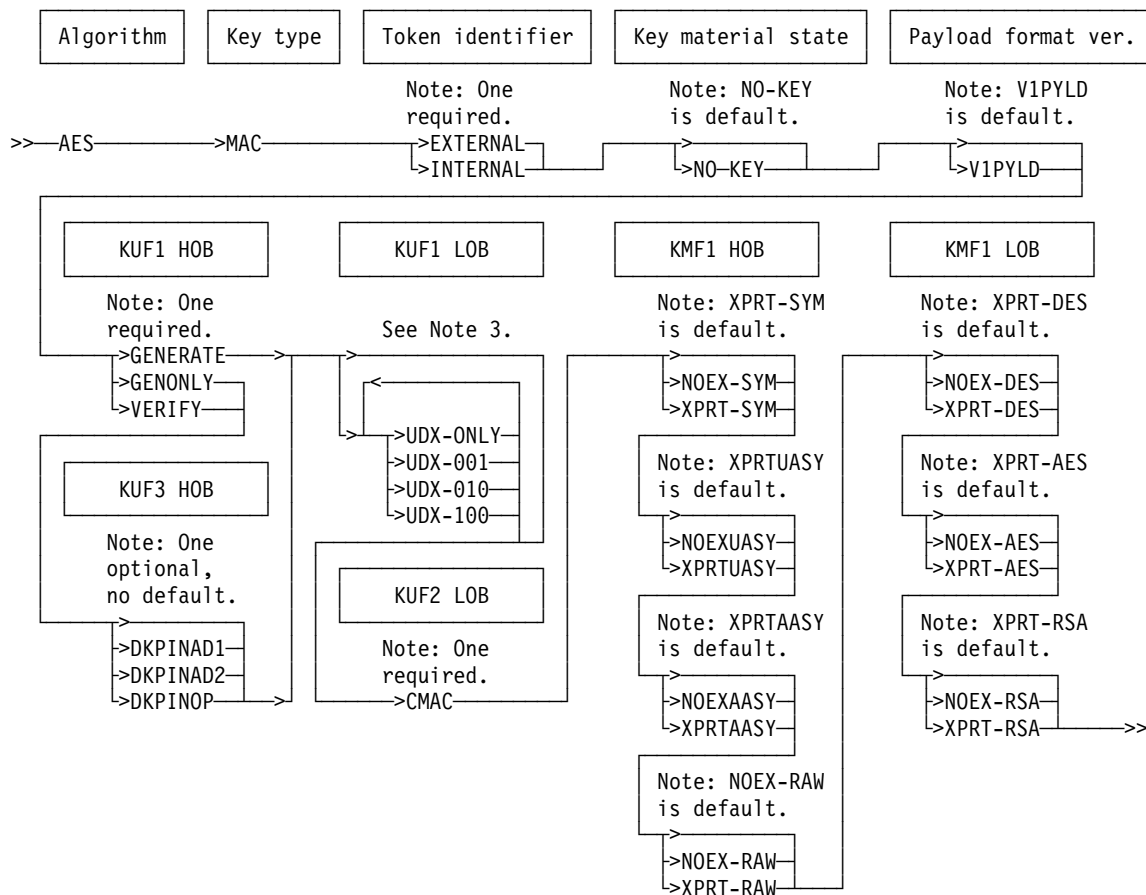 Algorithm Key type Token identifier Key material state Payload format ver.
Note: One Note: NO-KEY Note: V1PYLD
required. is default. is default.
>> AES >MAC >EXTERNAL >
>INTERNAL >NO-KEY >V1PYLD
KUF1 HOB KUF1 LOB KMF1 HOB KMF1 LOB
Note: One Note: XPRT-SYM Note: XPRT-DES
required. See Note 3. is default. is default.
>GENERATE > > > >
>GENONLY < >NOEX-SYM >NOEX-DES
>VERIFY >XPRT-SYM >XPRT-DES
> >UDX-ONLY
KUF3 HOB >UDX-001 Note: XPRTUASY Note: XPRT-AES
>UDX-010 is default. is default.
>UDX-100 > >
Note: One >NOEXUASY >NOEX-AES
optional, KUF2 LOB >XPRTUASY >XPRT-AES
no default.
> Note: One Note: XPRTAASY Note: XPRT-RSA
>DKPINAD1 required. is default. is default.
>DKPINAD2 > >
>DKPINOP > >CMAC >NOEXAASY >NOEX-RSA
>XPRTAASY >XPRT-RSA >>
Note: NOEX-RAW
is default.
>
>NOEX-RAW
>XPRT-RAW